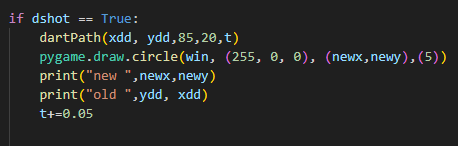 if dshot == True:
    dartPath(xdd, ydd,85,20,t)
    pygame.draw.circle(win, (255, 0, 0), (newx,newy),(5))
    print("new ",newx,newy)
    print("old ",ydd, xdd)
    t+=0.05